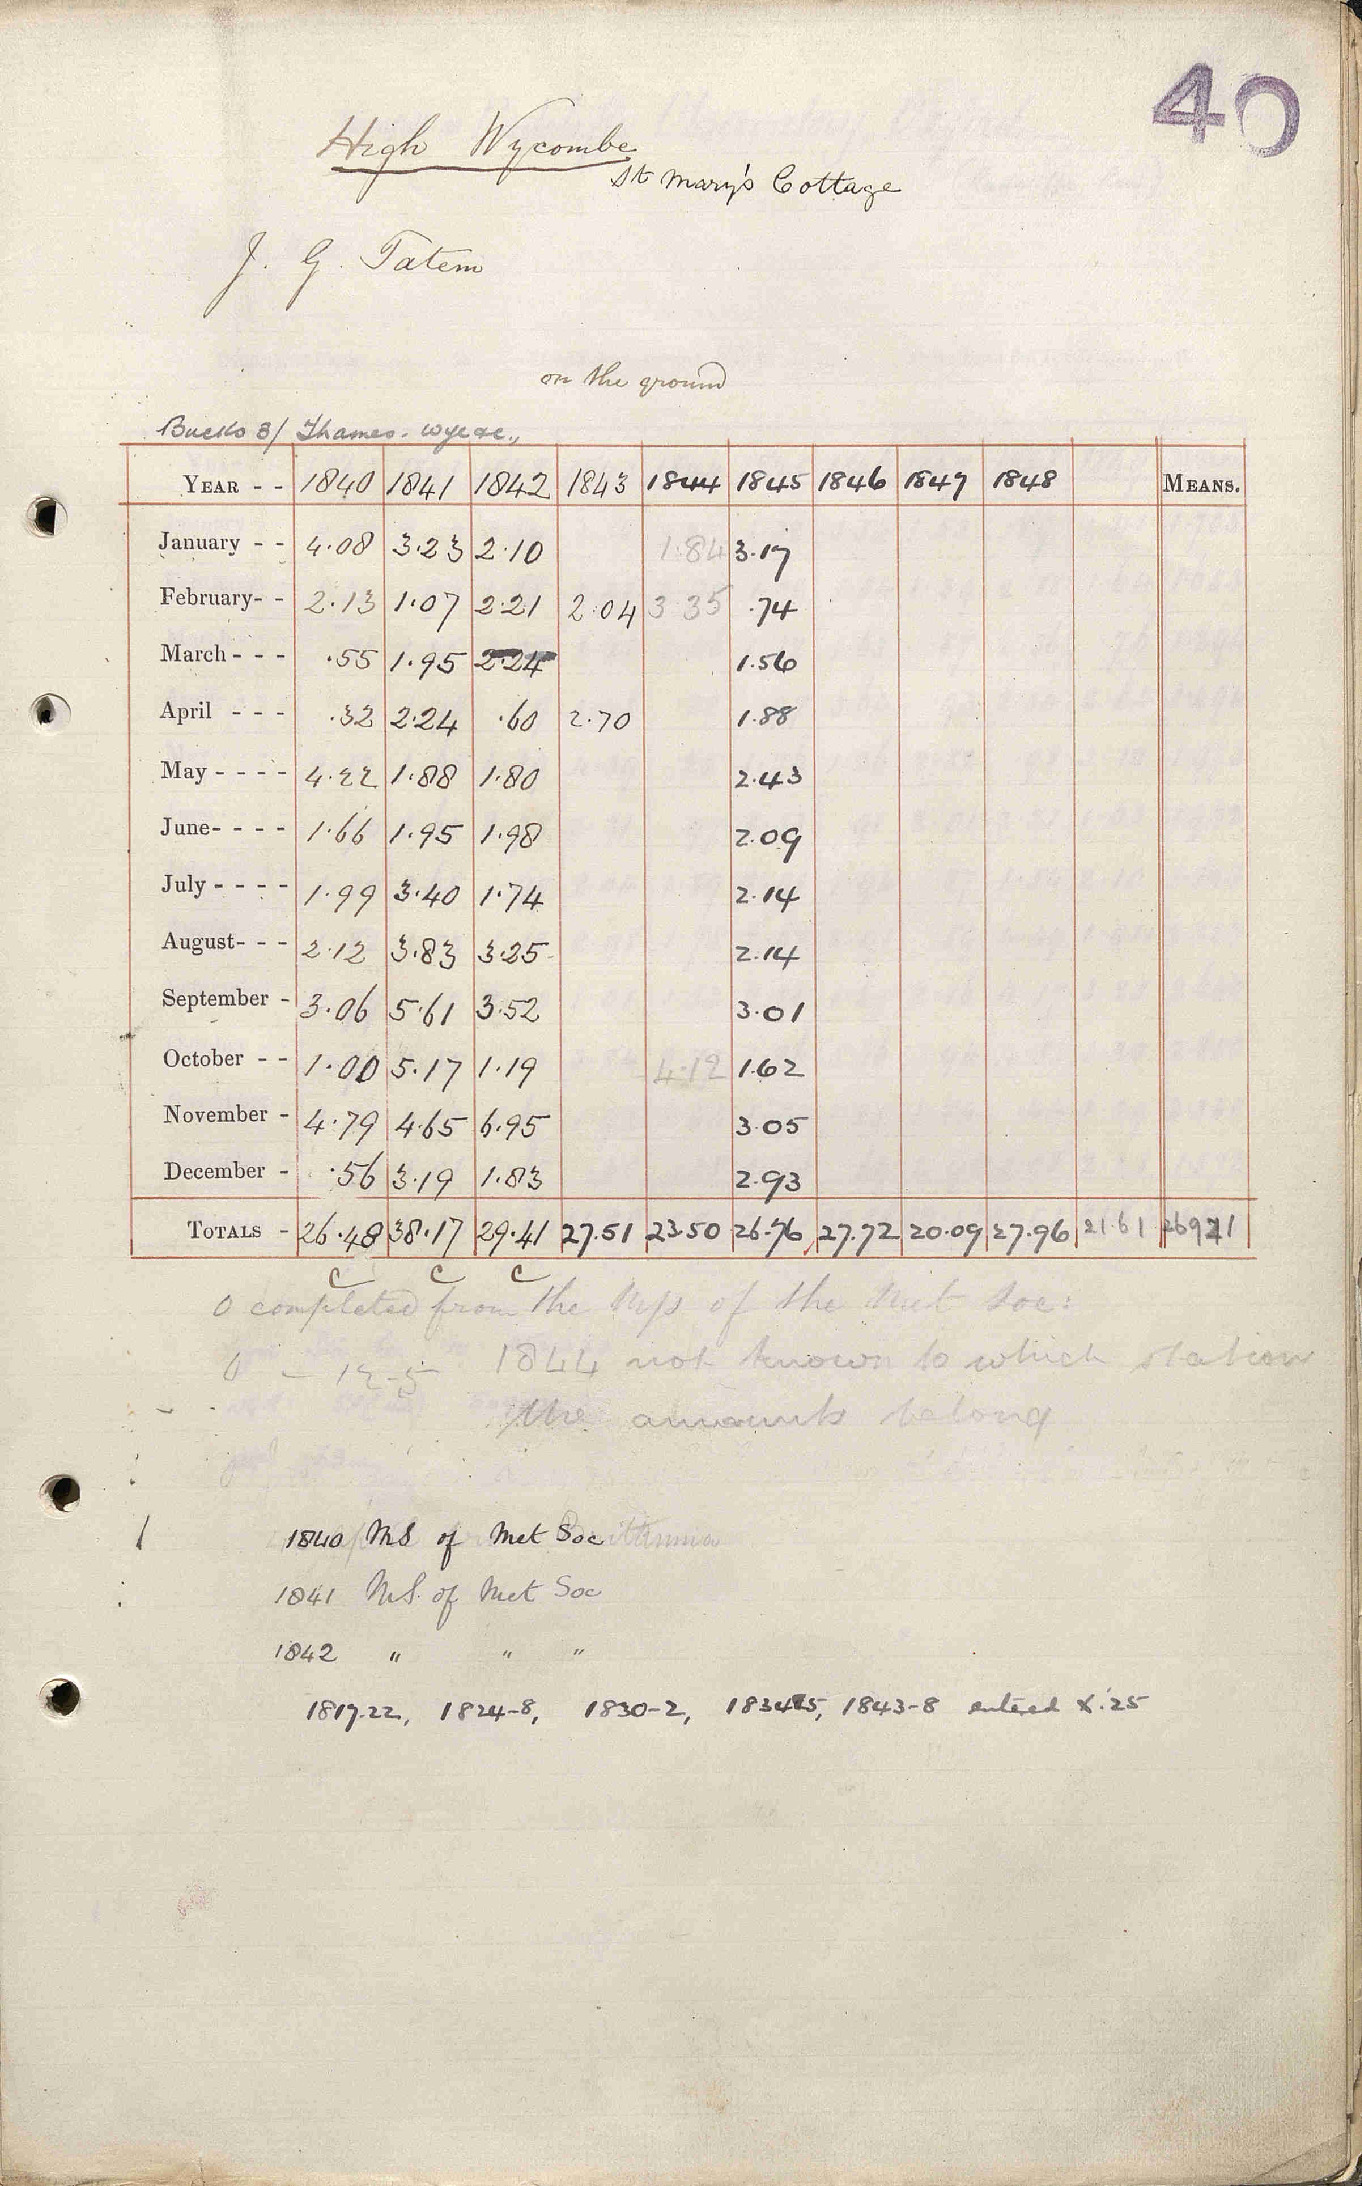 40
High Wycombe
St Mary's Cottage
J. G. Tatem
on the ground
Bucks 3/ Thames - Wye &c.,
YEAR - - 1840 1841 1842 1843 1844 1845 1846 1847 1848 MEANS.
January - - 4.08 3.23 2.10 1.84 3.17
February- - 2.13 1.07 2.21 2.04 3.35 .74
March - - - .55 1.95 2.24 1.56
April - - - .32 2.24 .60 2.70 1.88
May - - - - 4.22 1.88 1.80 2.43
June- - - - 1.66 1.95 1.98 2.09
July - - - - 1.99 3.40 1.74 2.14
August- - - 2.12 3.83 3.25 2.14
September - 3.06 5.61 3.52 3.01
October - - 1.00 5.17 1.19 4.12 1.62
November - 4.79 4.65 6.95 3.05
December - .56 3.19 1.83 2.93
TOTALS - 26.48 38.17 29.41 27.51 23.50 26.76 27.72 20.09 27.96 21.61
C C C
0 completed from the M/s of the Met Soc:
1844 not known to which station
the amounts belong
1840 MS of Met Soc
1841 MS. of Met Soc
1842 " " "
1817-22, 1824-8, 1830-2, 1843-8 entered X.'25